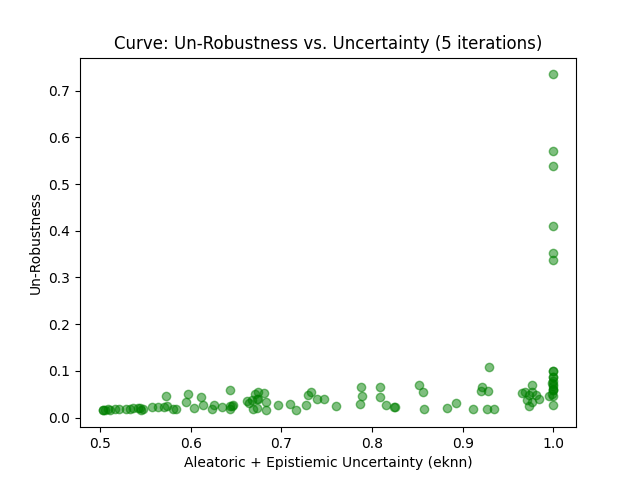 Curve: Un-Robustness vs. Uncertainty (5 iterations)
0.7
0.6
0.5
0.4
0.3
0.2
0.1
0.0
Un-Robustness
0.5 0.6 0.7 0.8 0.9 1.0
Aleatoric + Epistiemic Uncertainty (eknn)